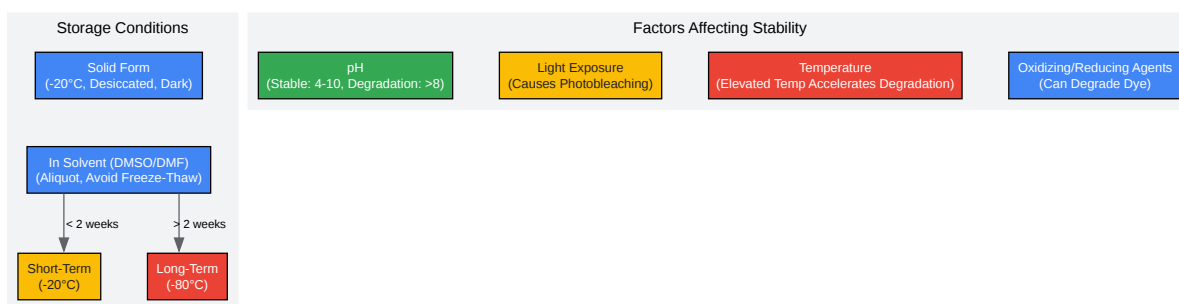 Storage Conditions
Solid Form
(-20°C, Desiccated, Dark)
In Solvent (DMSO/DMF)
(Aliquot, Avoid Freeze-Thaw)
< 2 weeks
> 2 weeks
Short-Term
(-20°C)
Long-Term
(-80°C)
Factors Affecting Stability
pH
(Stable: 4-10, Degradation: >8)
Light Exposure
(Causes Photobleaching)
Temperature
(Elevated Temp Accelerates Degradation)
Oxidizing/Reducing Agents
(Can Degrade Dye)